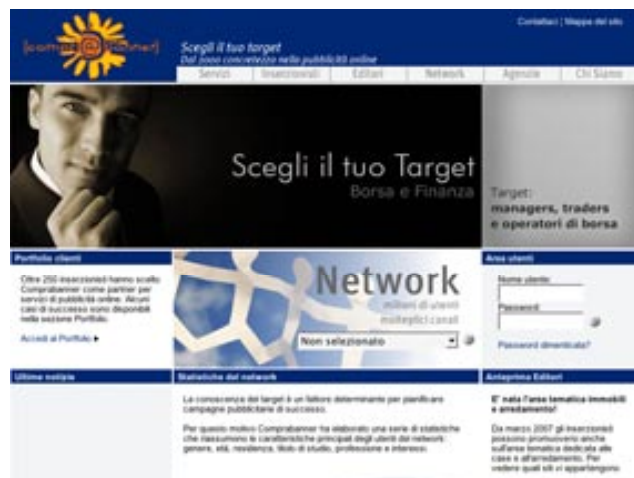 Contattaci | Mappa del sito
[compr@banner]
Scegli il tuo target
Dal 2000 concretezza nella pubblicità online
Servizi | Inserzionisti | Editori | Network | Agenzie | Chi Siamo
Scegli il tuo Target
Borsa e Finanza
Target:
managers, traders
e operatori di borsa
Portfolio clienti
Oltre 250 inserzionisti hanno scelto
Comprabanner come partner per
servizi di pubblicità online. Alcuni
casi di successo sono disponibili
nella sezione Portfolio.
Accedi al Portfolio
Network
milioni di utenti
molteplici canali
Non selezionato
Area utenti
Nome utente:
Password:
Password dimenticata?
Ultime notizie
Statistiche del network
La conoscenza del target è un fattore determinante per pianificare
campagne pubblicitarie di successo.
Per questo motivo Comprabanner ha elaborato una serie di statistiche
che riassumono le caratteristiche principali degli utenti del network:
genere, età, residenza, titolo di studio, professione e interessi.
Anteprima Editori
E' nata l'area tematica immobili
e arredamento!
Da marzo 2007 gli inserzionisti
possono promuovere anche
sull'area tematica dedicata alle
case e all'arredamento. Per
vedere quali siti vi appartengono